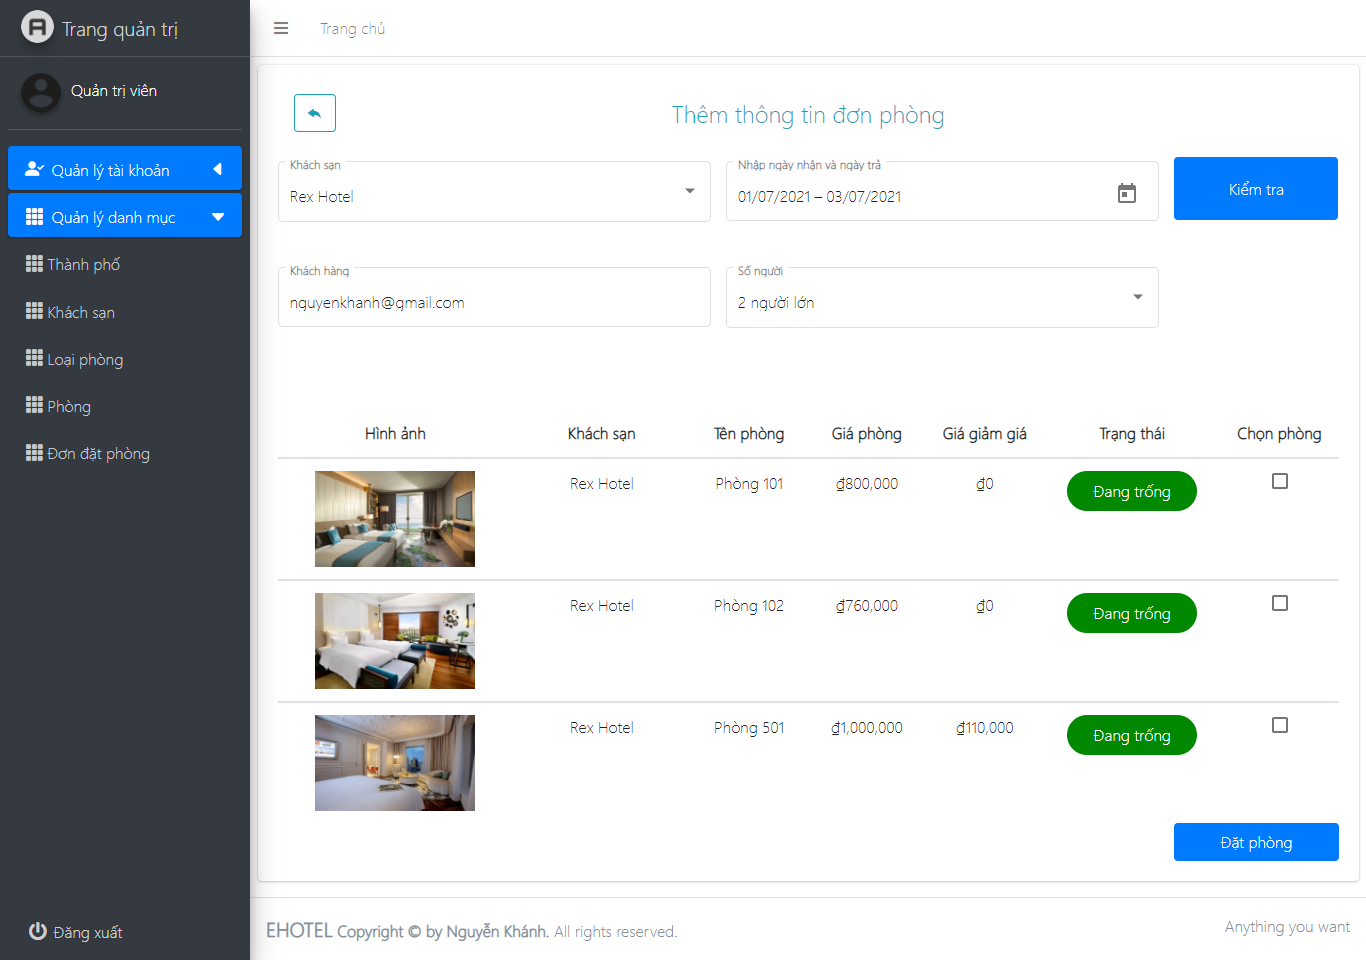 Trang quản trị
Trang chủ
Quản trị viên
Quản lý tài khoản
Quản lý danh mục
Thành phố
Khách sạn
Loại phòng
Phòng
Đơn đặt phòng
Đăng xuất
Thêm thông tin đơn phòng
Khách sạn
Rex Hotel
Nhập ngày nhận và ngày trả
01/07/2021 – 03/07/2021
Kiểm tra
Khách hàng
nguyenkhanh@gmail.com
Số người
2 người lớn
Hình ảnh Khách sạn Tên phòng Giá phòng Giá giảm giá Trạng thái Chọn phòng
Rex Hotel Phòng 101 ₫800,000 ₫0 Đang trống
Rex Hotel Phòng 102 ₫760,000 ₫0 Đang trống
Rex Hotel Phòng 501 ₫1,000,000 ₫110,000 Đang trống
Đặt phòng
EHOTEL Copyright © by Nguyễn Khánh. All rights reserved.
Anything you want